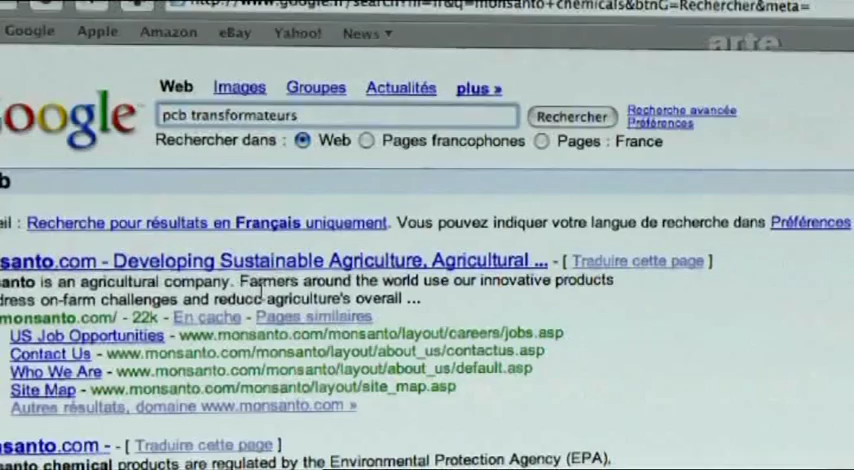 http://www.google.fr/search?hl=fr&q=monsanto+chemicals&btnG=Rechercher&meta=
Google Apple Amazon eBay Yahoo! News
arte
Web Images Groupes Actualités plus »
Google
pcb transformateurs Rechercher Recherche avancée
Préférences
Rechercher dans : Web Pages francophones Pages : France
b
eil : Recherche pour résultats en Français uniquement. Vous pouvez indiquer votre langue de recherche dans Préférences
santo.com - Developing Sustainable Agriculture, Agricultural ... - [ Traduire cette page ]
santo is an agricultural company. Farmers around the world use our innovative products
dress on-farm challenges and reduce agriculture's overall ...
monsanto.com/ - 22k - En cache - Pages similaires
US Job Opportunities - www.monsanto.com/monsanto/layout/careers/jobs.asp
Contact Us - www.monsanto.com/monsanto/layout/about_us/contactus.asp
Who We Are - www.monsanto.com/monsanto/layout/about_us/default.asp
Site Map - www.monsanto.com/monsanto/layout/site_map.asp
Autres résultats, domaine www.monsanto.com »
santo.com - - [ Traduire cette page ]
santo chemical products are regulated by the Environmental Protection Agency (EPA),